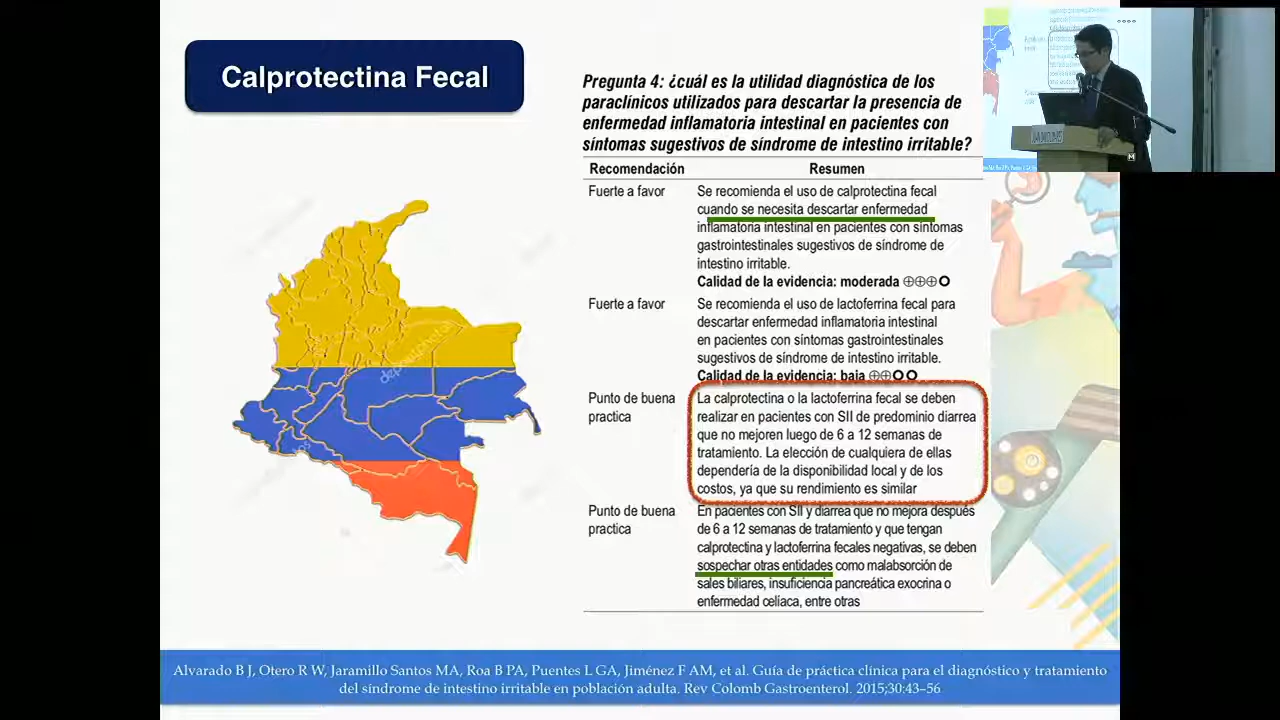 Calprotectina Fecal
Pregunta 4: ¿cuál es la utilidad diagnóstica de los
paraclínicos utilizados para descartar la presencia de
enfermedad inflamatoria intestinal en pacientes con
síntomas sugestivos de síndrome de intestino irritable?
Recomendación Resumen
Fuerte a favor Se recomienda el uso de calprotectina fecal
cuando se necesita descartar enfermedad
inflamatoria intestinal en pacientes con síntomas
gastrointestinales sugestivos de síndrome de
intestino irritable.
Calidad de la evidencia: moderada ⊕⊕⊕O
Fuerte a favor Se recomienda el uso de lactoferrina fecal para
descartar enfermedad inflamatoria intestinal
en pacientes con síntomas gastrointestinales
sugestivos de síndrome de intestino irritable.
Calidad de la evidencia: baja ⊕⊕OO
Punto de buena La calprotectina o la lactoferrina fecal se deben
practica realizar en pacientes con SII de predominio diarrea
que no mejoren luego de 6 a 12 semanas de
tratamiento. La elección de cualquiera de ellas
dependería de la disponibilidad local y de los
costos, ya que su rendimiento es similar
Punto de buena En pacientes con SII y diarrea que no mejora después
practica de 6 a 12 semanas de tratamiento y que tengan
calprotectina y lactoferrina fecales negativas, se deben
sospechar otras entidades como malabsorción de
sales biliares, insuficiencia pancreática exocrina o
enfermedad celíaca, entre otras
depositphotos
Alvarado B J, Otero R W, Jaramillo Santos MA, Roa B PA, Puentes L GA, Jiménez F AM, et al. Guía de práctica clínica para el diagnóstico y tratamiento
del síndrome de intestino irritable en población adulta. Rev Colomb Gastroenterol. 2015;30:43–56